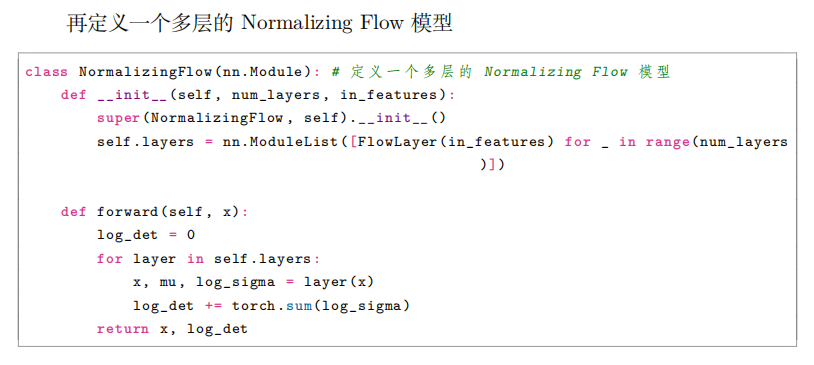 再定义一个多层的 Normalizing Flow 模型
class NormalizingFlow(nn.Module): # 定义一个多层的 Normalizing Flow 模型
    def __init__(self, num_layers, in_features):
        super(NormalizingFlow, self).__init__()
        self.layers = nn.ModuleList([FlowLayer(in_features) for _ in range(num_layers
)])
    def forward(self, x):
        log_det = 0
        for layer in self.layers:
            x, mu, log_sigma = layer(x)
            log_det += torch.sum(log_sigma)
        return x, log_det